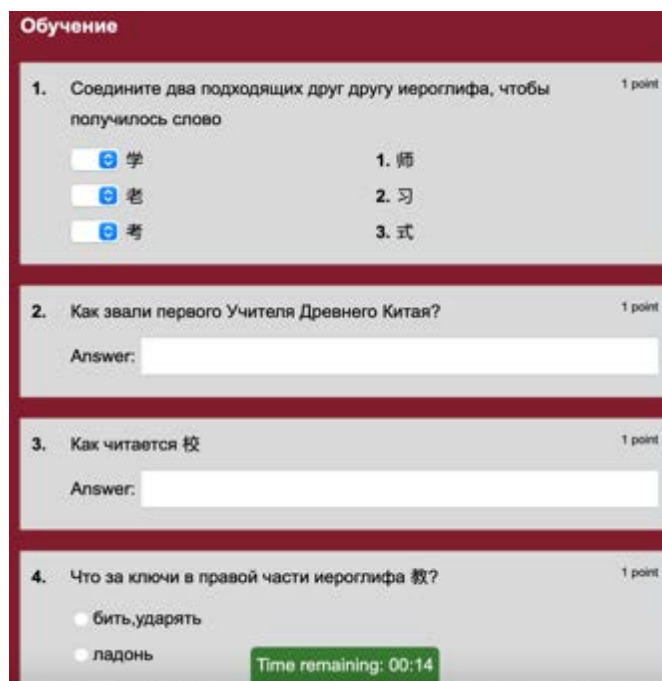 Обучение
1. Соедините два подходящих друг другу иероглифа, чтобы 1 point
получилось слово
学 1. 师
老 2. 习
考 3. 式
2. Как звали первого Учителя Древнего Китая? 1 point
Answer:
3. Как читается 校 1 point
Answer:
4. Что за ключи в правой части иероглифа 教? 1 point
бить,ударять
ладонь
Time remaining: 00:14